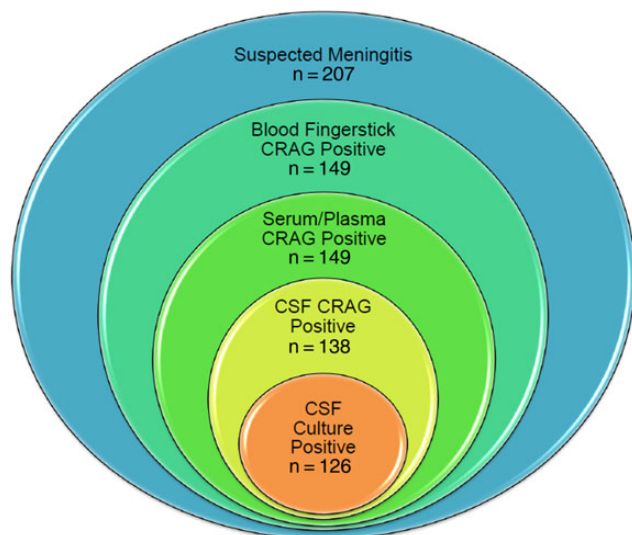 Suspected Meningitis
n = 207
Blood Fingerstick
CRAG Positive
n = 149
Serum/Plasma
CRAG Positive
n = 149
CSF CRAG
Positive
n = 138
CSF
Culture
Positive
n = 126